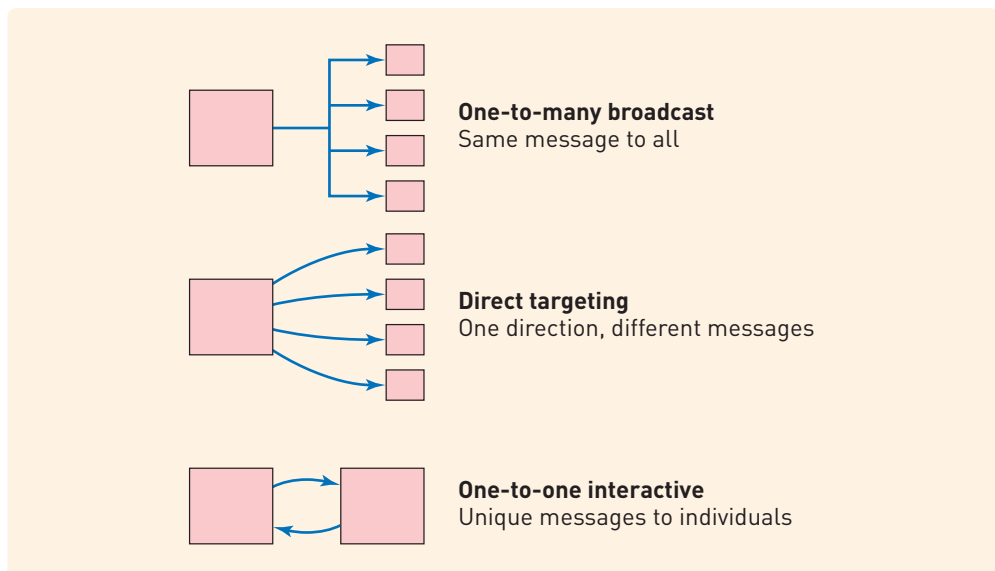 One-to-many broadcast
Same message to all
Direct targeting
One direction, different messages
One-to-one interactive
Unique messages to individuals